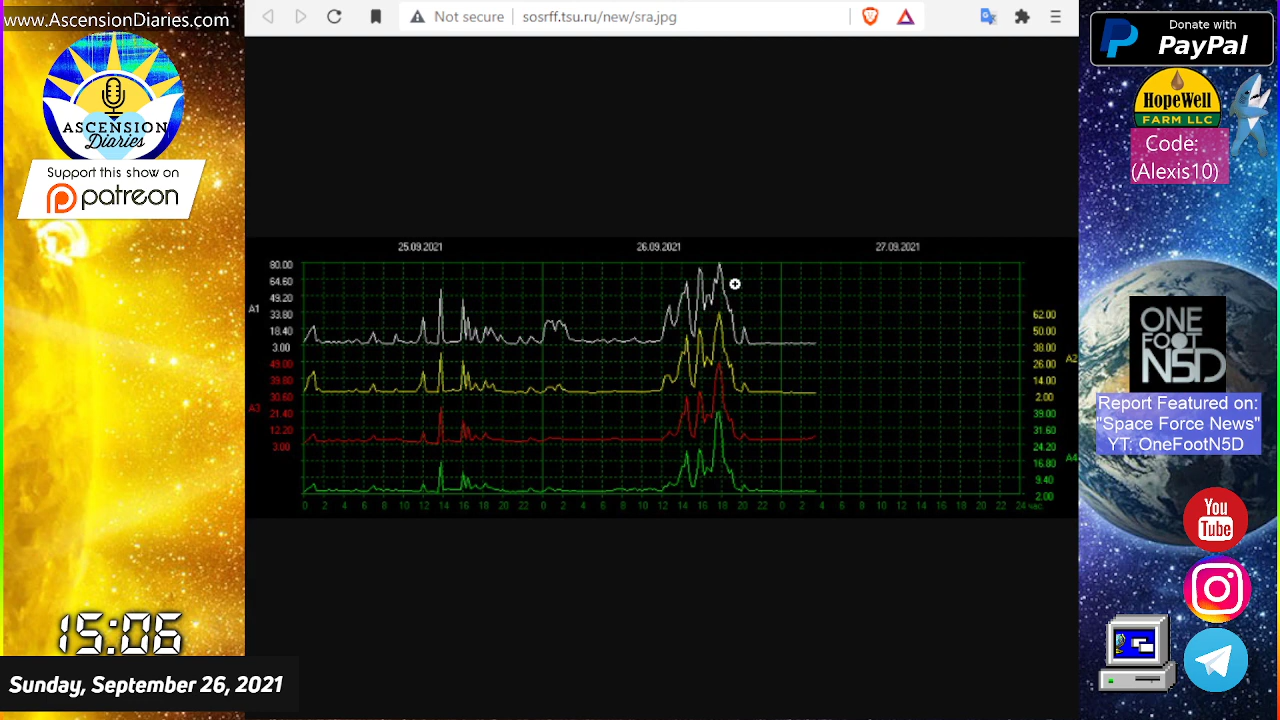 www.AscensionDiaries.com
ASCENSION
Diaries
Support this show on
patreon
Not secure
sosrff.tsu.ru/new/sra.jpg
Donate with
PayPal
HopeWell
FARM LLC
Code:
(Alexis10)
25.09.2021 26.09.2021 27.09.2021
A1
80.00
64.60
49.20
33.80
18.40
3.00
A3
49.00
39.80
30.60
21.40
12.20
3.00
62.00
50.00
38.00
26.00
14.00
2.00
A2
39.00
31.60
24.20
16.80
9.40
2.00
A4
0 2 4 6 8 10 12 14 16 18 20 22 0 2 4 6 8 10 12 14 16 18 20 22 0 2 4 6 8 10 12 14 16 18 20 22 24 час
ONE
FOOT
N5D
Report Featured on:
"Space Force News"
YT: OneFootN5D
You
Tube
15:06
Sunday, September 26, 2021